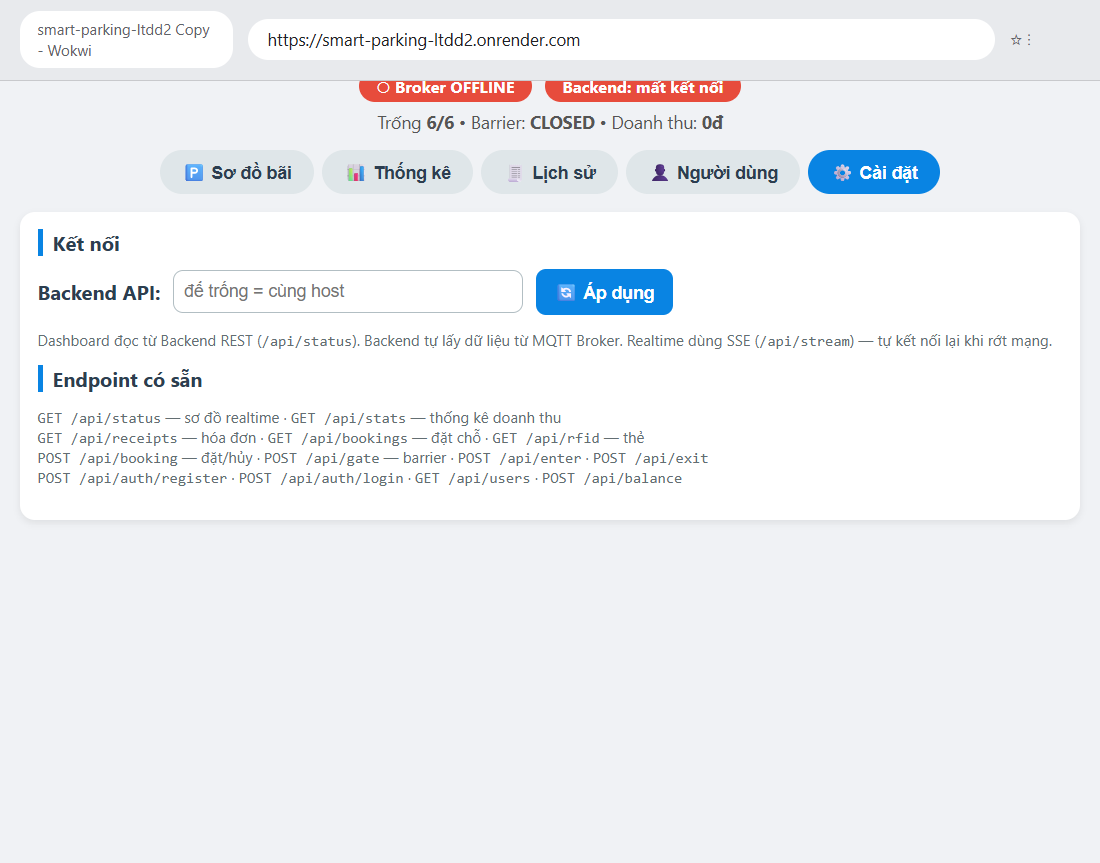 smart-parking-ltdd2 Copy
- Wokwi
https://smart-parking-ltdd2.onrender.com
Broker OFFLINE
Backend: mất kết nối
Trống 6/6 • Barrier: CLOSED • Doanh thu: 0đ
Sơ đồ bãi
Thống kê
Lịch sử
Người dùng
Cài đặt
Kết nối
Backend API: để trống = cùng host Áp dụng
Dashboard đọc từ Backend REST (/api/status). Backend tự lấy dữ liệu từ MQTT Broker. Realtime dùng SSE (/api/stream) — tự kết nối lại khi rớt mạng.
Endpoint có sẵn
GET /api/status — sơ đồ realtime · GET /api/stats — thống kê doanh thu
GET /api/receipts — hóa đơn · GET /api/bookings — đặt chỗ · GET /api/rfid — thẻ
POST /api/booking — đặt/hủy · POST /api/gate — barrier · POST /api/enter · POST /api/exit
POST /api/auth/register · POST /api/auth/login · GET /api/users · POST /api/balance